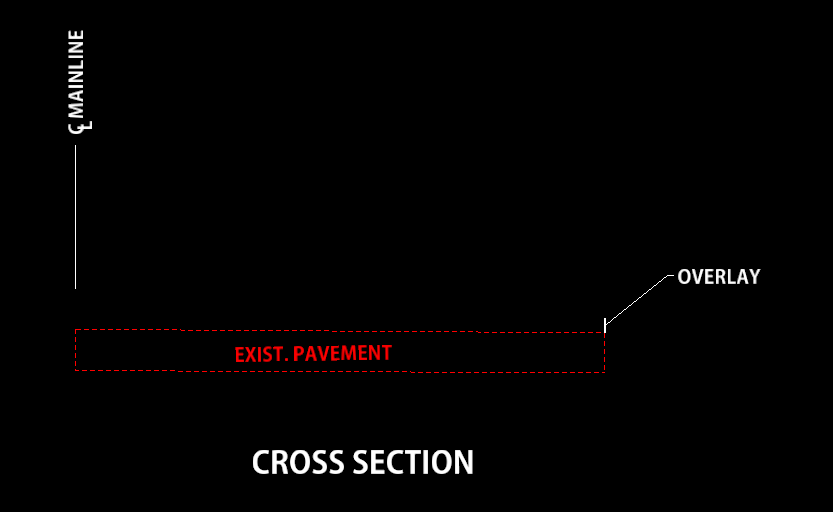 ℄ MAINLINE
OVERLAY
EXIST. PAVEMENT
CROSS SECTION